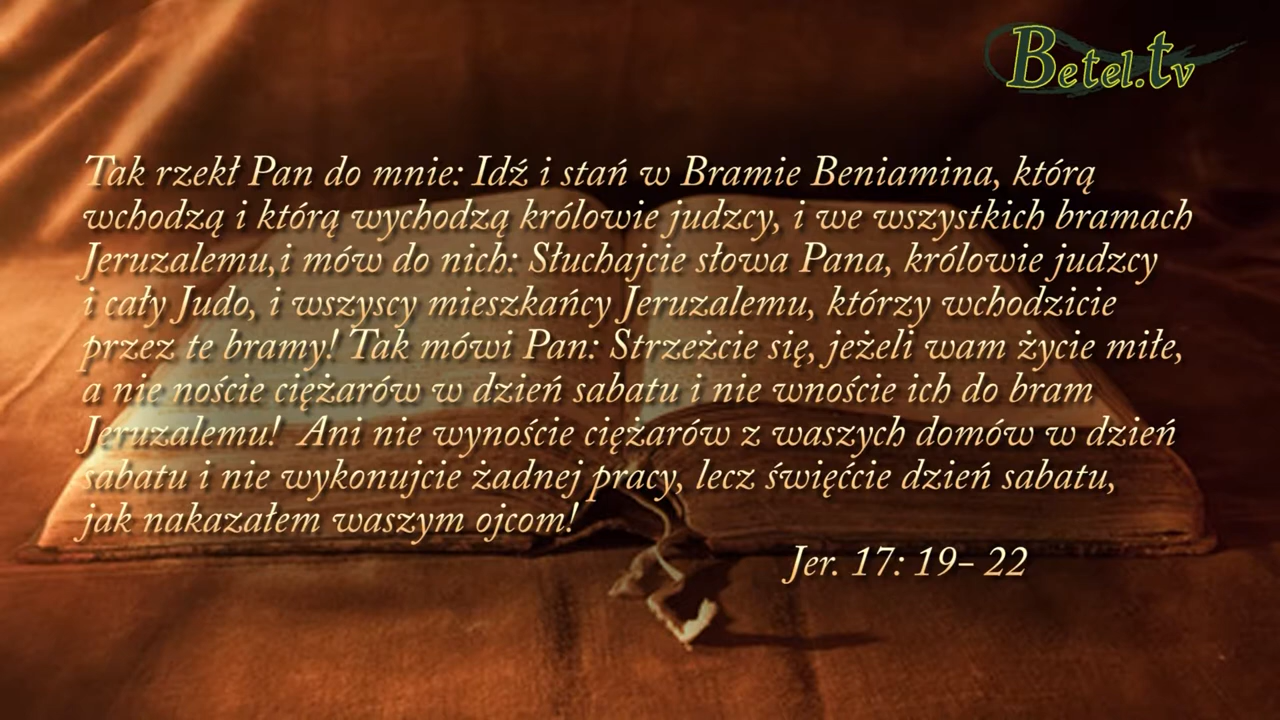 Betel.tv
Tak rzekł Pan do mnie: Idź i stań w Bramie Beniamina, którą
wchodzą i którą wychodzą królowie judzcy, i we wszystkich bramach
Jeruzalemu,i mów do nich: Słuchajcie słowa Pana, królowie judzcy
i cały Judo, i wszyscy mieszkańcy Jeruzalemu, którzy wchodzicie
przez te bramy! Tak mówi Pan: Strzeżcie się, jeżeli wam życie miłe,
a nie noście ciężarów w dzień sabatu i nie wnoście ich do bram
Jeruzalemu!  Ani nie wynoście ciężarów z waszych domów w dzień
sabatu i nie wykonujcie żadnej pracy, lecz święćcie dzień sabatu,
jak nakazałem waszym ojcom!
Jer. 17: 19– 22